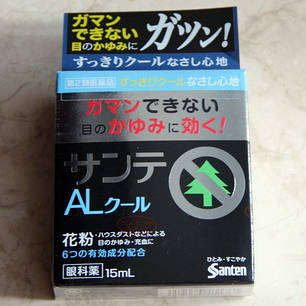 ガマン
できない
目のかゆみに
ガツン!
すっきりクールなさし心地
第2類医薬品
すっきりクールなさし心地
ガマンできない
目のかゆみに効く!
サンテ
ALクール
花粉・ハウスダストなどによる
目のかゆみ・充血に
6つの有効成分配合
眼科薬
15mL
ひとみ・すこやか
Santen